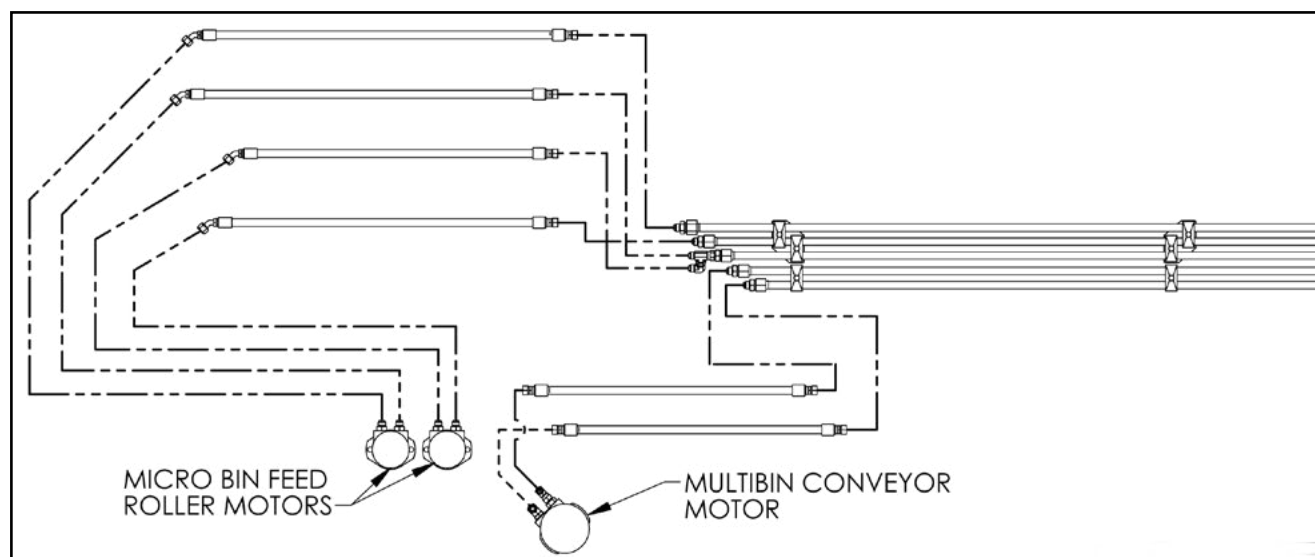 MICRO BIN FEED
ROLLER MOTORS
MULTIBIN CONVEYOR
MOTOR